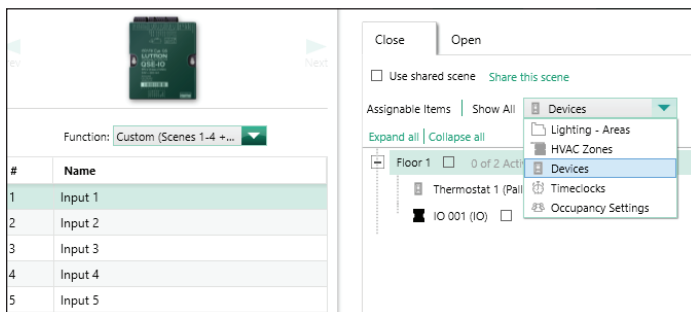 LUTRON
QSE-IO
Next
Function: Custom (Scenes 1-4 +...
# Name
1 Input 1
2 Input 2
3 Input 3
4 Input 4
5 Input 5
Close Open
Use shared scene Share this scene
Assignable Items Show All Devices
Lighting - Areas
HVAC Zones
Devices
Timeclocks
Occupancy Settings
Expand all Collapse all
Floor 1 0 of 2 Acti
Thermostat 1 (Pall
IO 001 (IO)